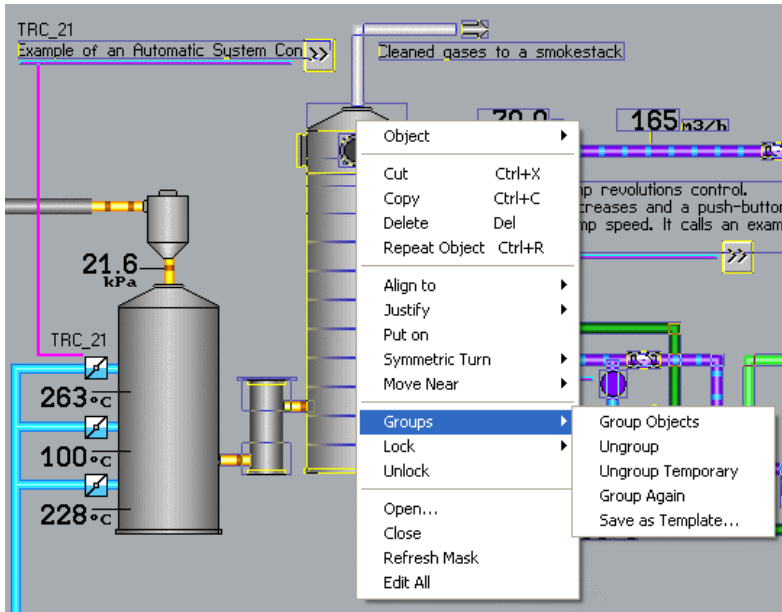 TRC_21
Example of an Automatic System Con
>>
Cleaned gases to a smokestack
165 m3/h
revolutions control.
creases and a push-button
speed. It calls an
>>
21.6
kPa
TRC_21
263 °C
100 °C
228 °C
Object
Cut Ctrl+X
Copy Ctrl+C
Delete Del
Repeat Object Ctrl+R
Align to
Justify
Put on
Symmetric Turn
Move Near
Groups
Lock
Unlock
Open...
Close
Refresh Mask
Edit All
Group Objects
Ungroup
Ungroup Temporary
Group Again
Save as Template...